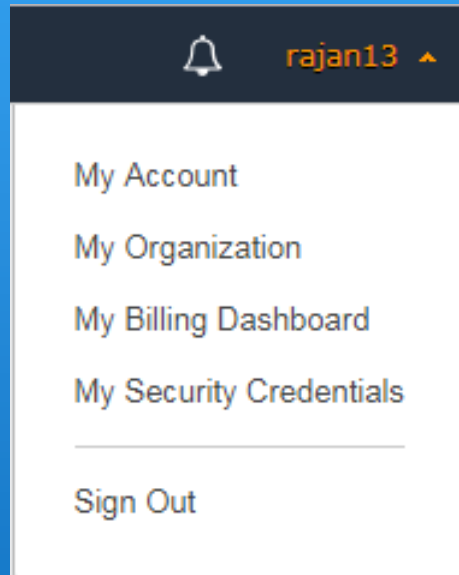 rajan13
My Account
My Organization
My Billing Dashboard
My Security Credentials
Sign Out